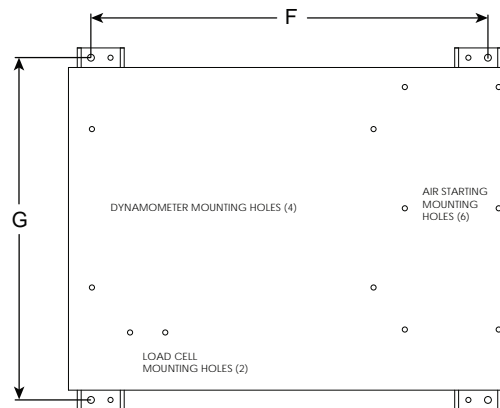 F
G
DYNAMOMETER MOUNTING HOLES (4)
AIR STARTING
MOUNTING
HOLES (6)
LOAD CELL
MOUNTING HOLES (2)